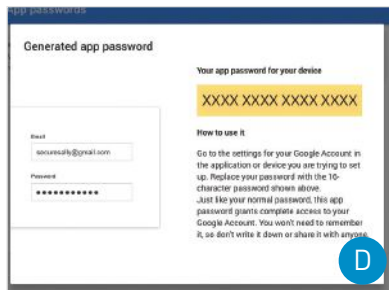 App passwords
Generated app password
Your app password for your device
XXXX XXXX XXXX XXXX
How to use it
Go to the settings for your Google Account in
the application or device you are trying to set
up. Replace your password with the 16-
character password shown above.
Just like your normal password, this app
password grants complete access to your
Google Account. You won't need to remember
it, so don't write it down or share it with anyone.
Email
securesally@gmail.com
Password
•••••••••••
D